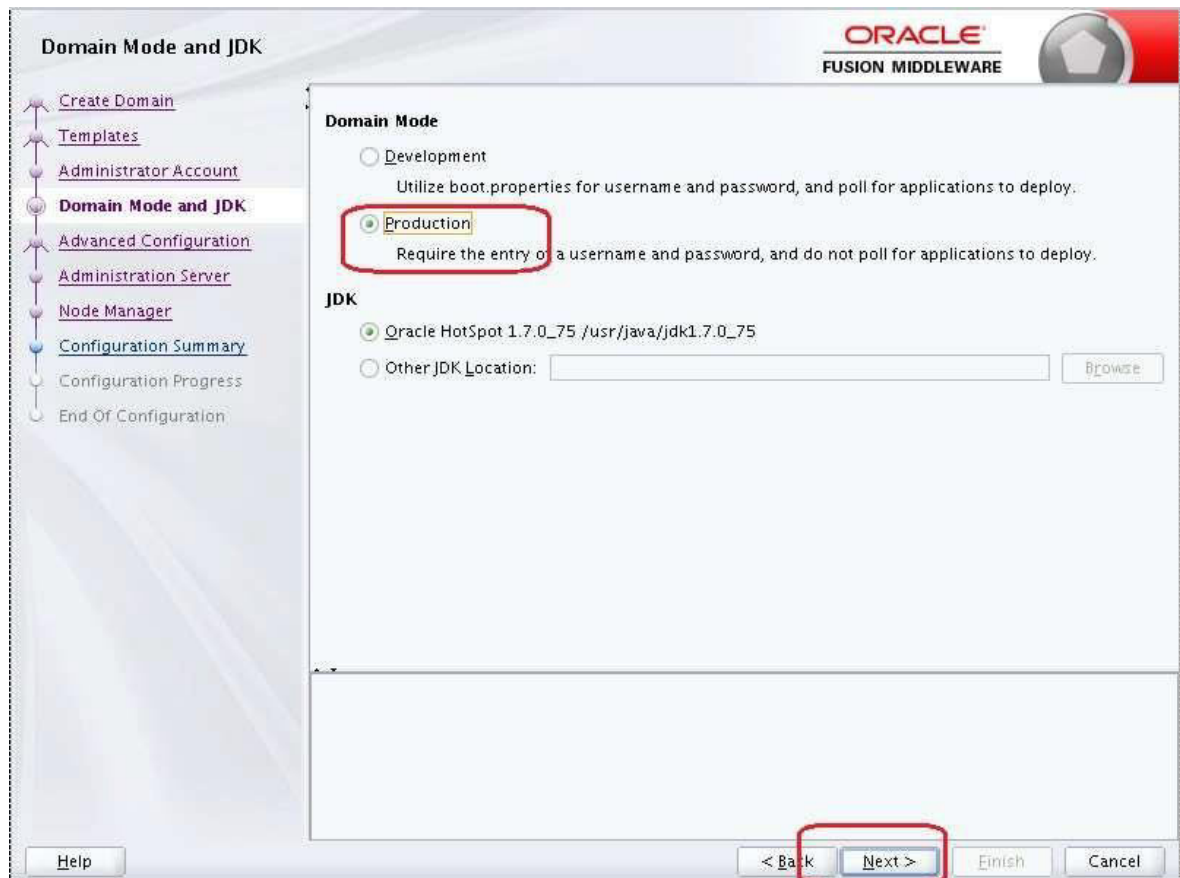 Domain Mode and JDK
ORACLE
FUSION MIDDLEWARE
Create Domain
Templates
Administrator Account
Domain Mode and JDK
Advanced Configuration
Administration Server
Node Manager
Configuration Summary
Configuration Progress
End Of Configuration
Domain Mode
Development
Utilize boot.properties for username and password, and poll for applications to deploy.
Production
Require the entry of a username and password, and do not poll for applications to deploy.
JDK
Oracle HotSpot 1.7.0_75 /usr/java/jdk1.7.0_75
Other JDK Location:
Browse
Help
< Back
Next >
Finish
Cancel